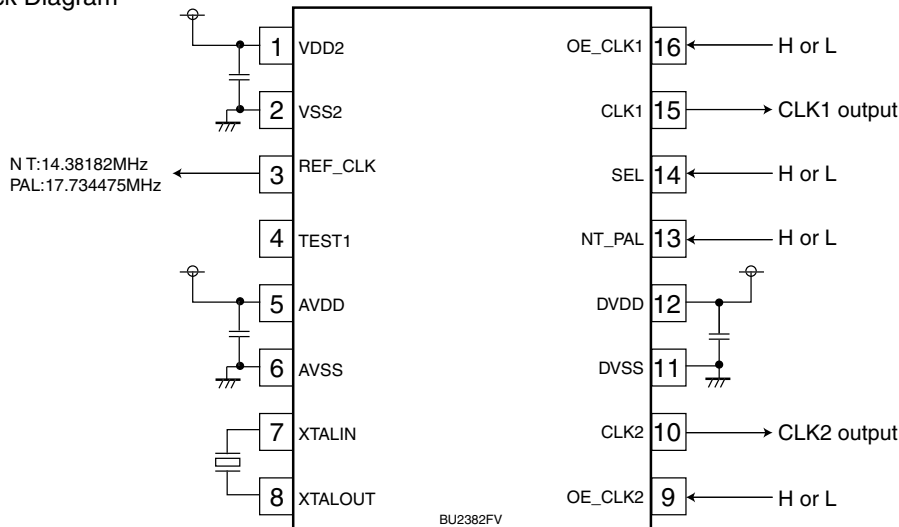 ck Diagram
1 VDD2
2 VSS2
N T:14.38182MHz
PAL:17.734475MHz
3 REF_CLK
4 TEST1
5 AVDD
6 AVSS
7 XTALIN
8 XTALOUT
OE_CLK1 16 H or L
CLK1 15 CLK1 output
SEL 14 H or L
NT_PAL 13 H or L
DVDD 12
DVSS 11
CLK2 10 CLK2 output
OE_CLK2 9 H or L
BU2382FV